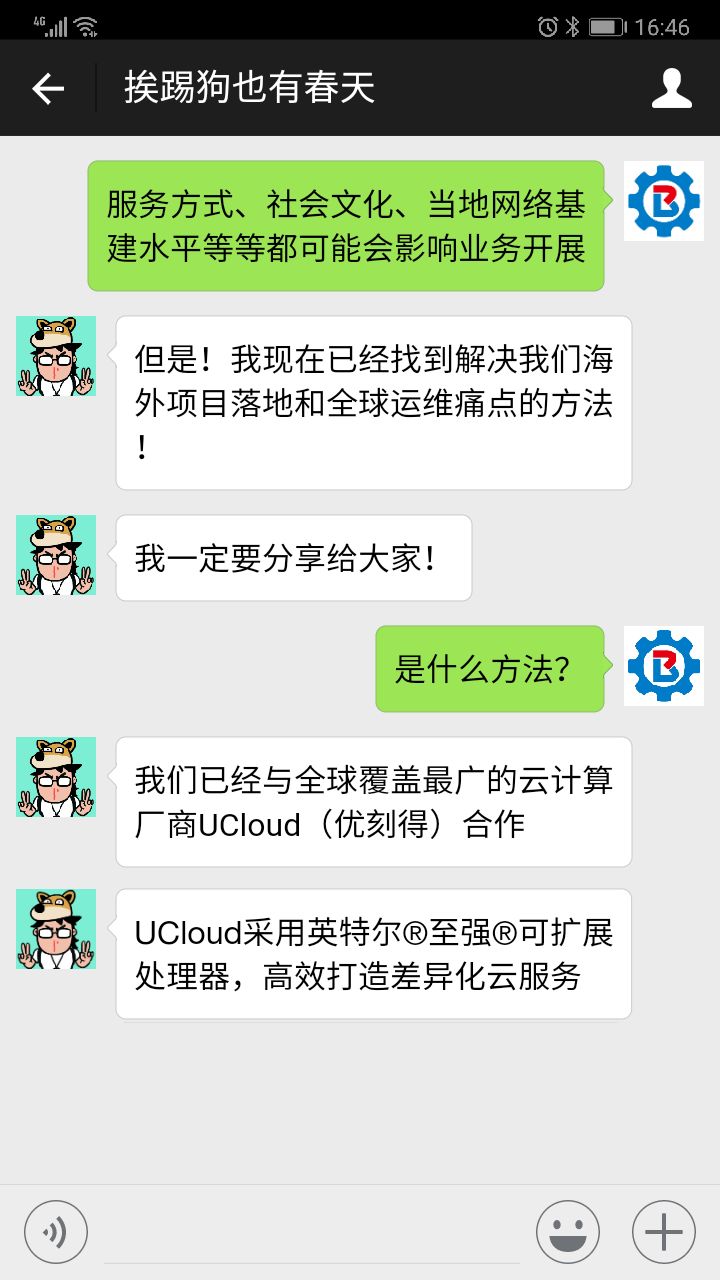 4G
16:46
挨踢狗也有春天
服务方式、社会文化、当地网络基
建水平等等都可能会影响业务开展
但是！我现在已经找到解决我们海
外项目落地和全球运维痛点的方法
！
我一定要分享给大家！
是什么方法？
我们已经与全球覆盖最广的云计算
厂商UCloud（优刻得）合作
UCloud采用英特尔®至强®可扩展
处理器，高效打造差异化云服务